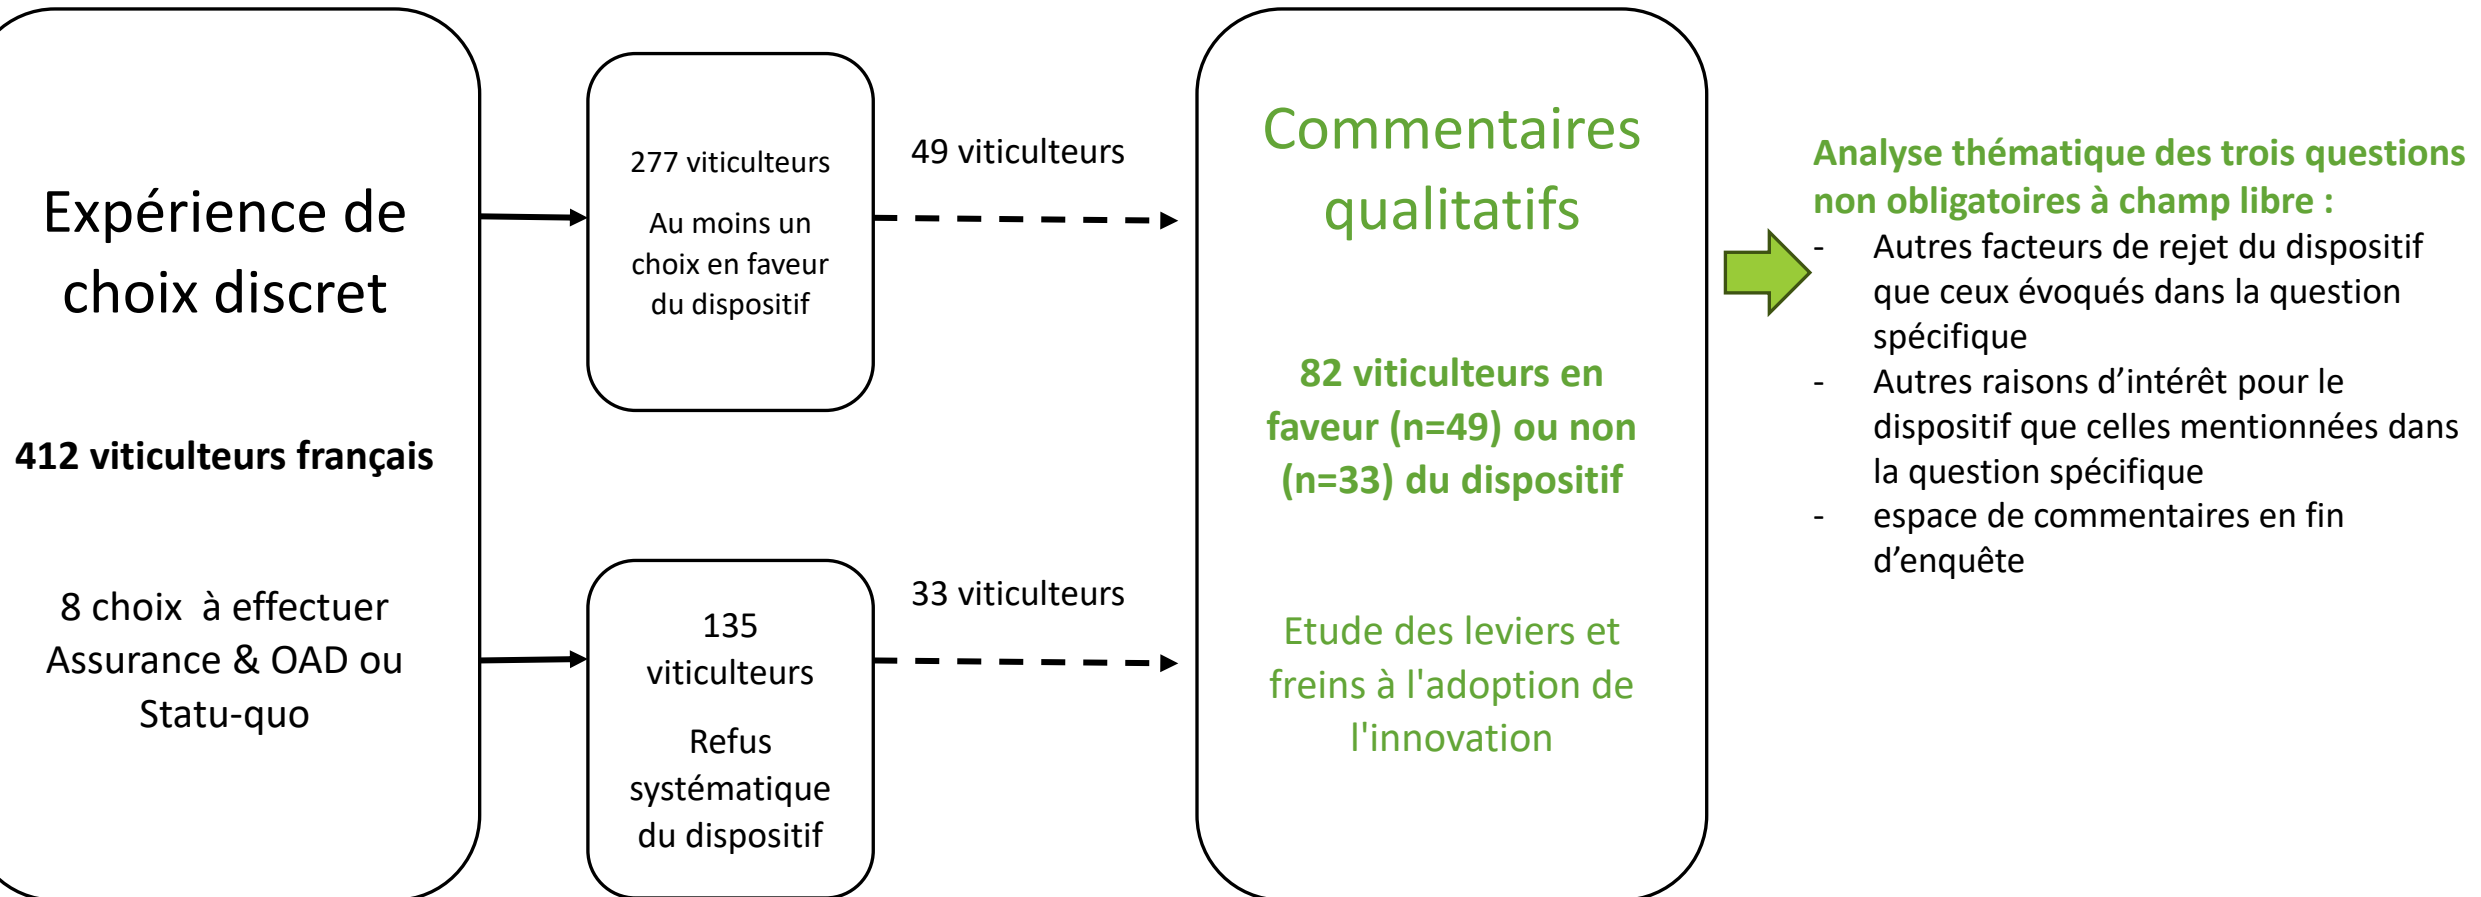 Expérience de
choix discret
412 viticulteurs français
8 choix à effectuer
Assurance & OAD ou
Statu-quo
277 viticulteurs
Au moins un
choix en faveur
du dispositif
135
viticulteurs
Refus
systématique
du dispositif
49 viticulteurs
33 viticulteurs
Commentaires
qualitatifs
82 viticulteurs en
faveur (n=49) ou non
(n=33) du dispositif
Etude des leviers et
freins à l'adoption de
l'innovation
Analyse thématique des trois questions
non obligatoires à champ libre :
- Autres facteurs de rejet du dispositif
que ceux évoqués dans la question
spécifique
- Autres raisons d’intérêt pour le
dispositif que celles mentionnées dans
la question spécifique
- espace de commentaires en fin
d’enquête